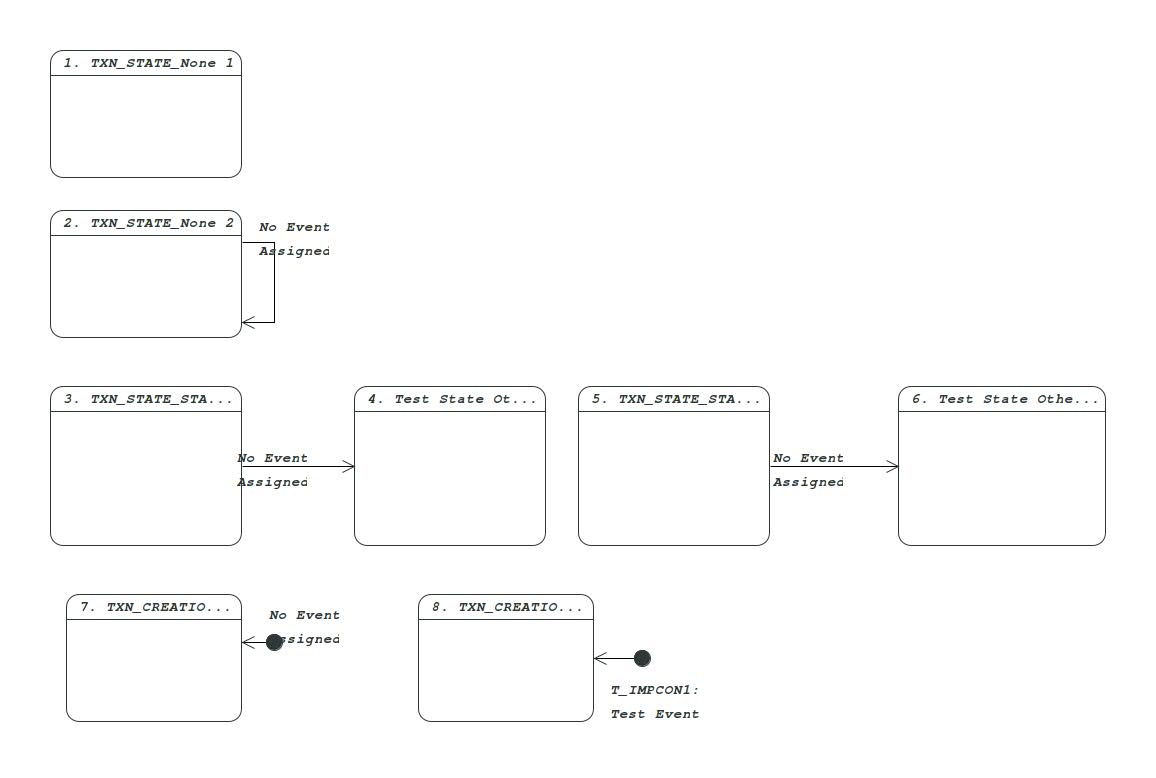 1. TXN_STATE_None 1
2. TXN_STATE_None 2
No Event
Assigned
3. TXN_STATE_STA...
4. Test State Ot...
5. TXN_STATE_STA...
6. Test State Othe...
No Event
Assigned
No Event
Assigned
7. TXN_CREATIO...
No Event
Assigned
8. TXN_CREATIO...
T_IMPCON1:
Test Event